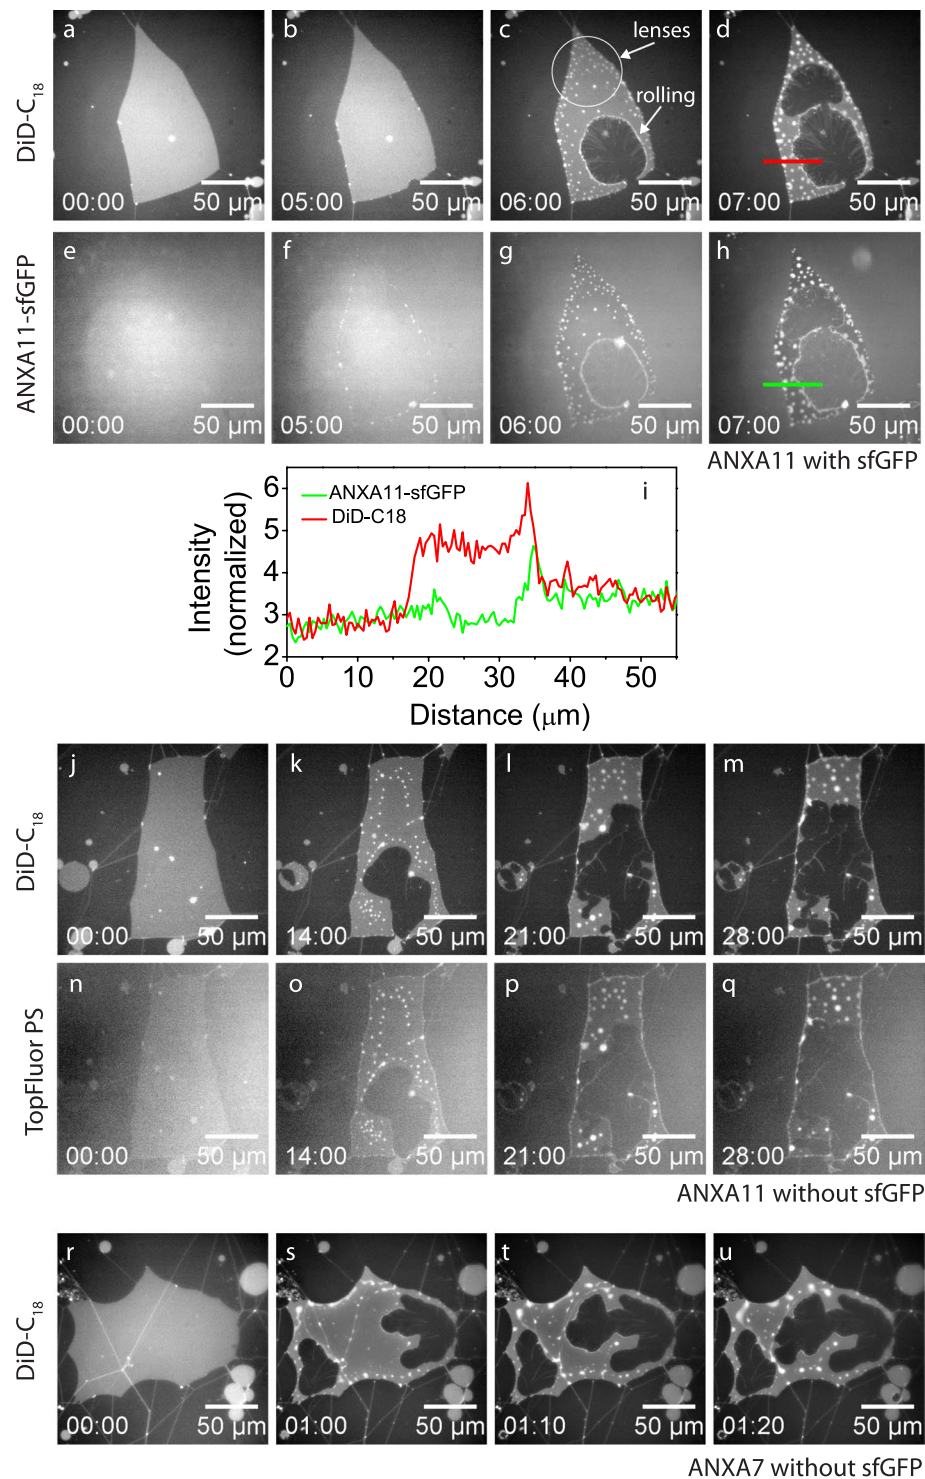 a b c lenses d
rolling
DiD-C18
00:00 50 µm 05:00 50 µm 06:00 50 µm 07:00 50 µm
e f g h
ANXA11-sfGFP
00:00 50 µm 05:00 50 µm 06:00 50 µm 07:00 50 µm
ANXA11 with sfGFP
6 ANXA11-sfGFP i
DiD-C18
5
Intensity
(normalized)
4
3
2
0 10 20 30 40 50
Distance (µm)
j k l m
DiD-C18
00:00 50 µm 14:00 50 µm 21:00 50 µm 28:00 50 µm
n o p q
TopFluor PS
00:00 50 µm 14:00 50 µm 21:00 50 µm 28:00 50 µm
ANXA11 without sfGFP
r s t u
DiD-C18
00:00 50 µm 01:00 50 µm 01:10 50 µm 01:20 50 µm
ANXA7 without sfGFP